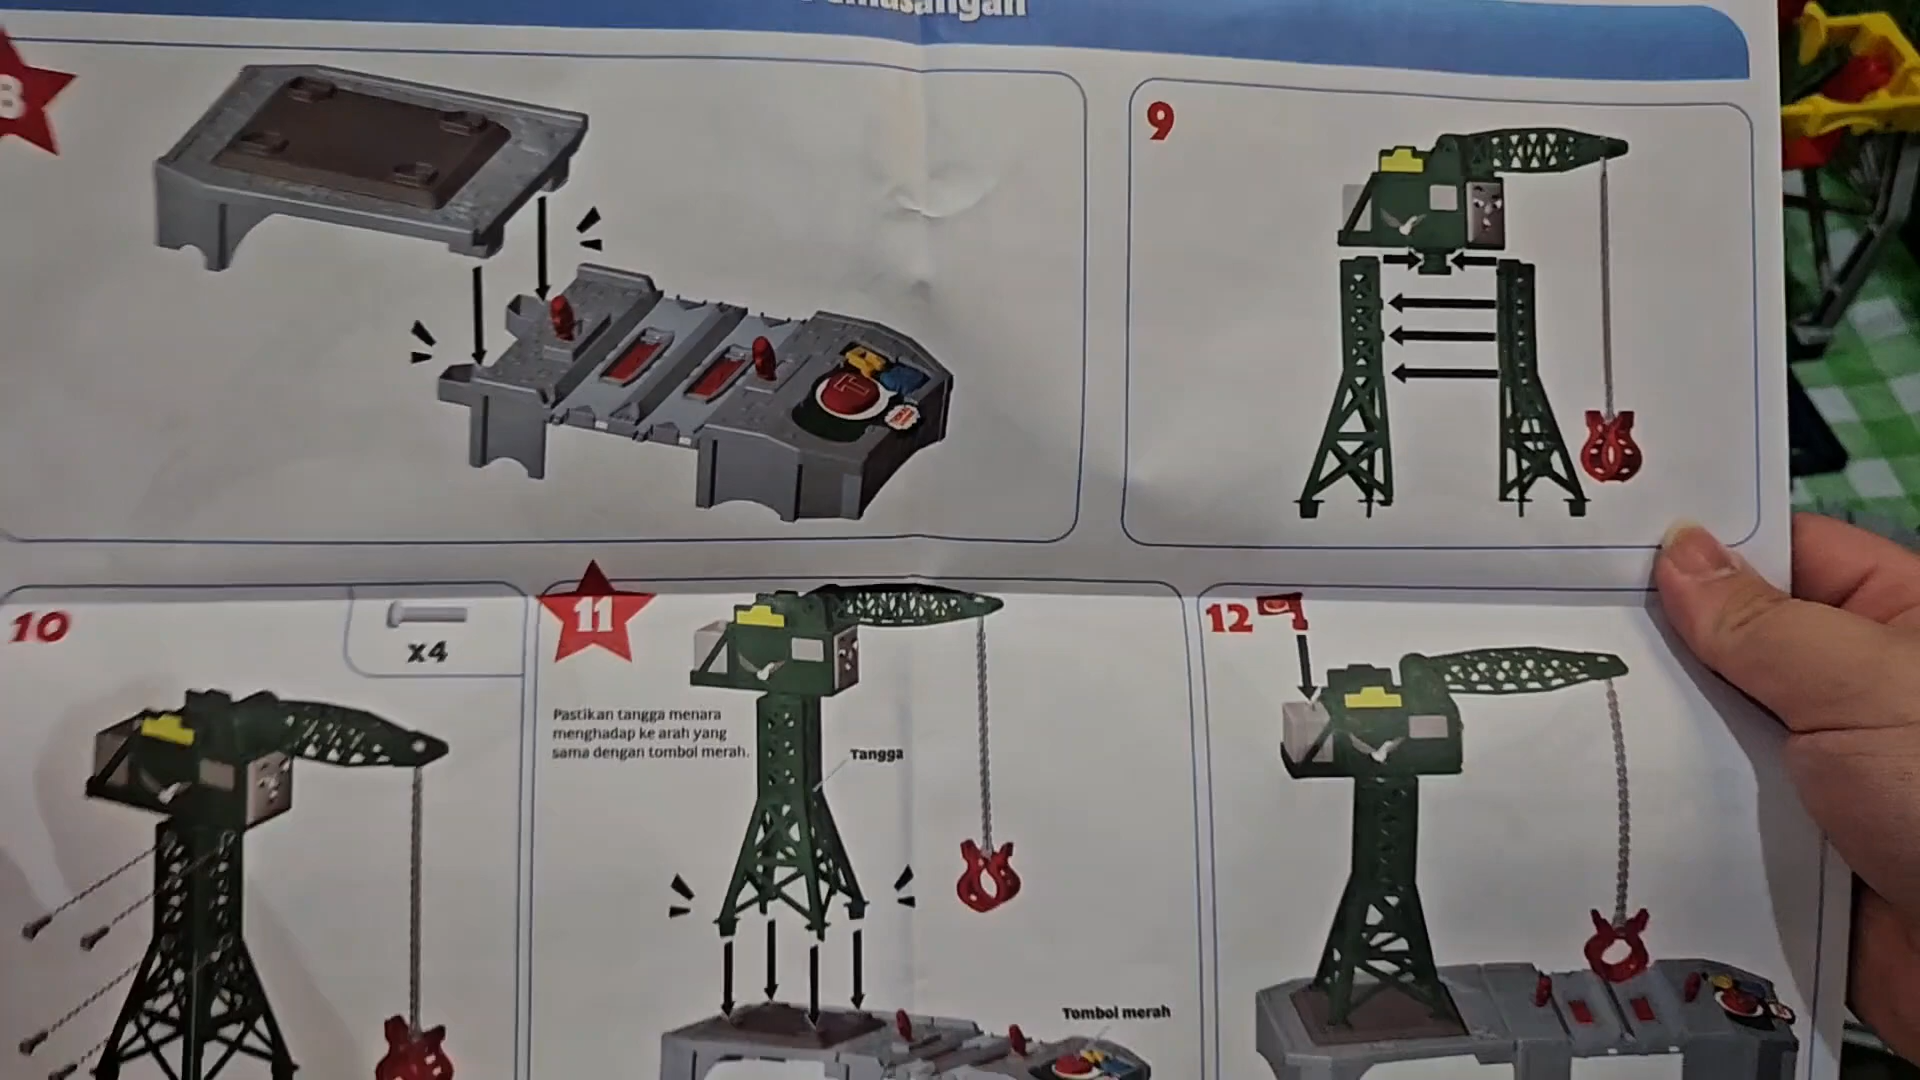 8
9
10
x4
11
Pastikan tangga menara
menghadap ke arah yang
sama dengan tombol merah.
Tangga
Tombol merah
12